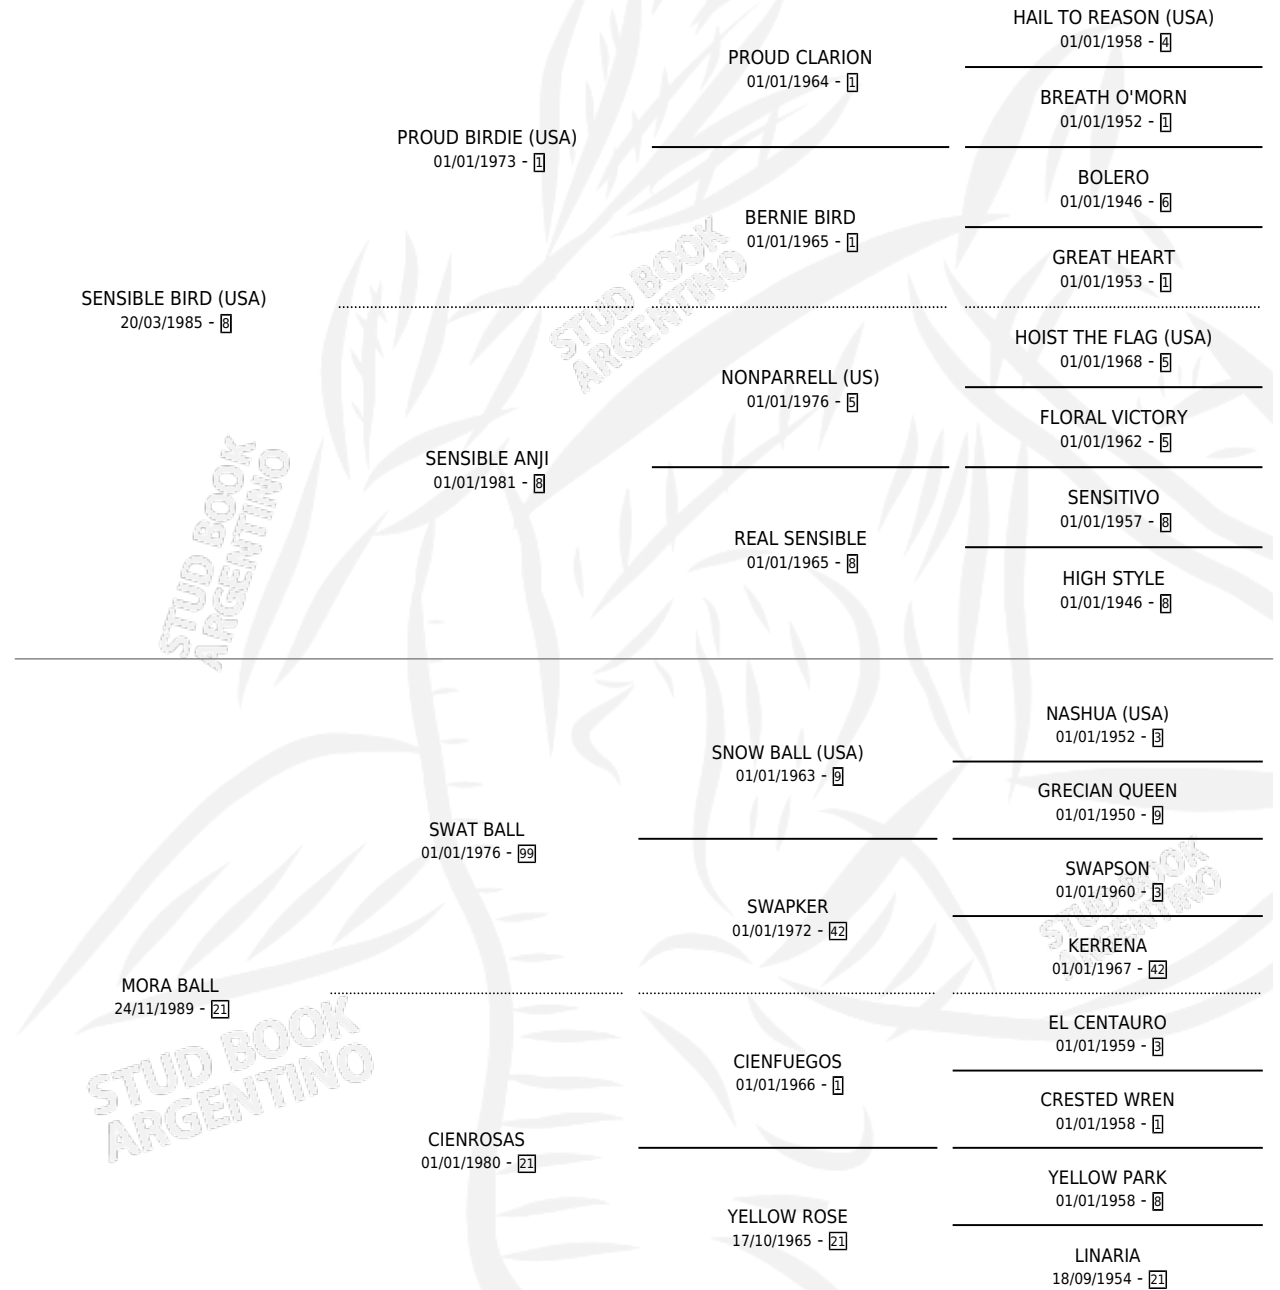 HAIL TO REASON (USA)
01/01/1958 - 4
PROUD CLARION
01/01/1964 - 1
BREATH O'MORN
01/01/1952 - 1
PROUD BIRDIE (USA)
01/01/1973 - 1
BOLERO
01/01/1946 - 6
BERNIE BIRD
01/01/1965 - 1
GREAT HEART
01/01/1953 - 1
SENSIBLE BIRD (USA)
20/03/1985 - 8
HOIST THE FLAG (USA)
01/01/1968 - 5
NONPARRELL (US)
01/01/1976 - 5
FLORAL VICTORY
01/01/1962 - 5
SENSIBLE ANJI
01/01/1981 - 8
SENSITIVO
01/01/1957 - 8
REAL SENSIBLE
01/01/1965 - 8
HIGH STYLE
01/01/1946 - 8
NASHUA (USA)
01/01/1952 - 3
SNOW BALL (USA)
01/01/1963 - 9
GRECIAN QUEEN
01/01/1950 - 9
SWAT BALL
01/01/1976 - 99
SWAPSON
01/01/1960 - 3
SWAPKER
01/01/1972 - 42
KERRENA
01/01/1967 - 42
MORA BALL
24/11/1989 - 21
EL CENTAURO
01/01/1959 - 3
CIENFUEGOS
01/01/1966 - 1
CRESTED WREN
01/01/1958 - 1
CIENROSAS
01/01/1980 - 21
YELLOW PARK
01/01/1958 - 8
YELLOW ROSE
17/10/1965 - 21
LINARIA
18/09/1954 - 21
STUD BOOK
ARGENTINO
STUD BOOK
ARGENTINO
STUD BOOK
ARGENTINO
STUD BOOK
ARGENTINO